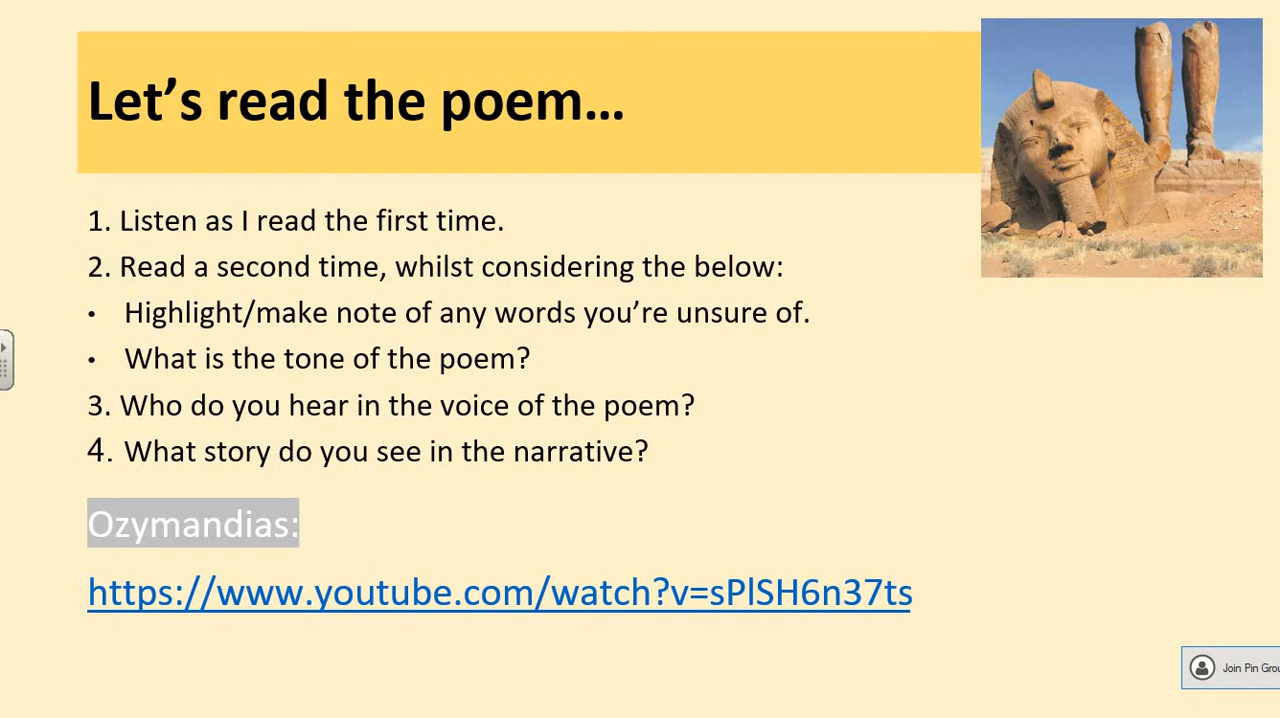 Let’s read the poem…
1. Listen as I read the first time.
2. Read a second time, whilst considering the below:
• Highlight/make note of any words you’re unsure of.
• What is the tone of the poem?
3. Who do you hear in the voice of the poem?
4. What story do you see in the narrative?
Ozymandias:
https://www.youtube.com/watch?v=sPlSH6n37ts
Join Pin